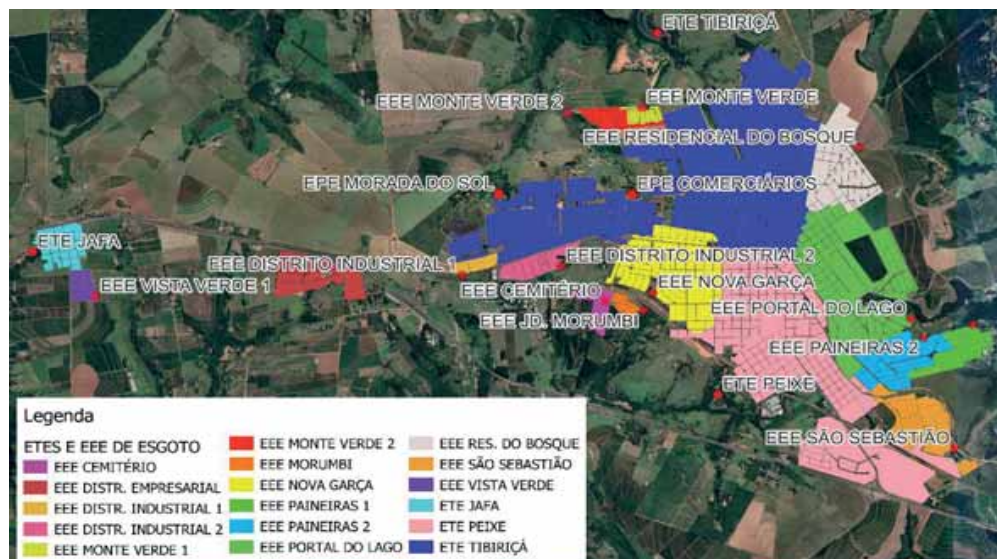 ETE TIBIRIÇÁ
EEE MONTE VERDE 2
EEE MONTE VERDE
EEE RESIDENCIAL DO BOSQUE
EPE MORADA DO SOL
EPE COMERCIÁRIOS
ETE JAFA
EEE DISTRITO INDUSTRIAL 1
EEE DISTRITO INDUSTRIAL 2
EEE VISTA VERDE 1
EEE CEMITÉRIO
EEE NOVA GARÇA
EEE JD. MORUMBI
EEE PORTAL DO LAGO
EEE PAINEIRAS 2
ETE PEIXE
EEE SÃO SEBASTIÃO
Legenda
ETES E EEE DE ESGOTO
EEE CEMITÉRIO
EEE DISTR. EMPRESARIAL
EEE DISTR. INDUSTRIAL 1
EEE DISTR. INDUSTRIAL 2
EEE MONTE VERDE 1
EEE MONTE VERDE 2
EEE MORUMBI
EEE NOVA GARÇA
EEE PAINEIRAS 1
EEE PAINEIRAS 2
EEE PORTAL DO LAGO
EEE RES. DO BOSQUE
EEE SÃO SEBASTIÃO
EEE VISTA VERDE
ETE JAFA
ETE PEIXE
ETE TIBIRIÇÁ